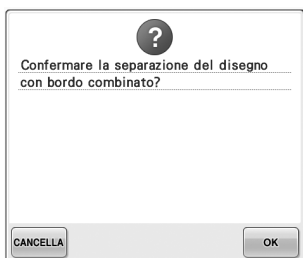 ?
Confermare la separazione del disegno
con bordo combinato?
CANCELLA
OK